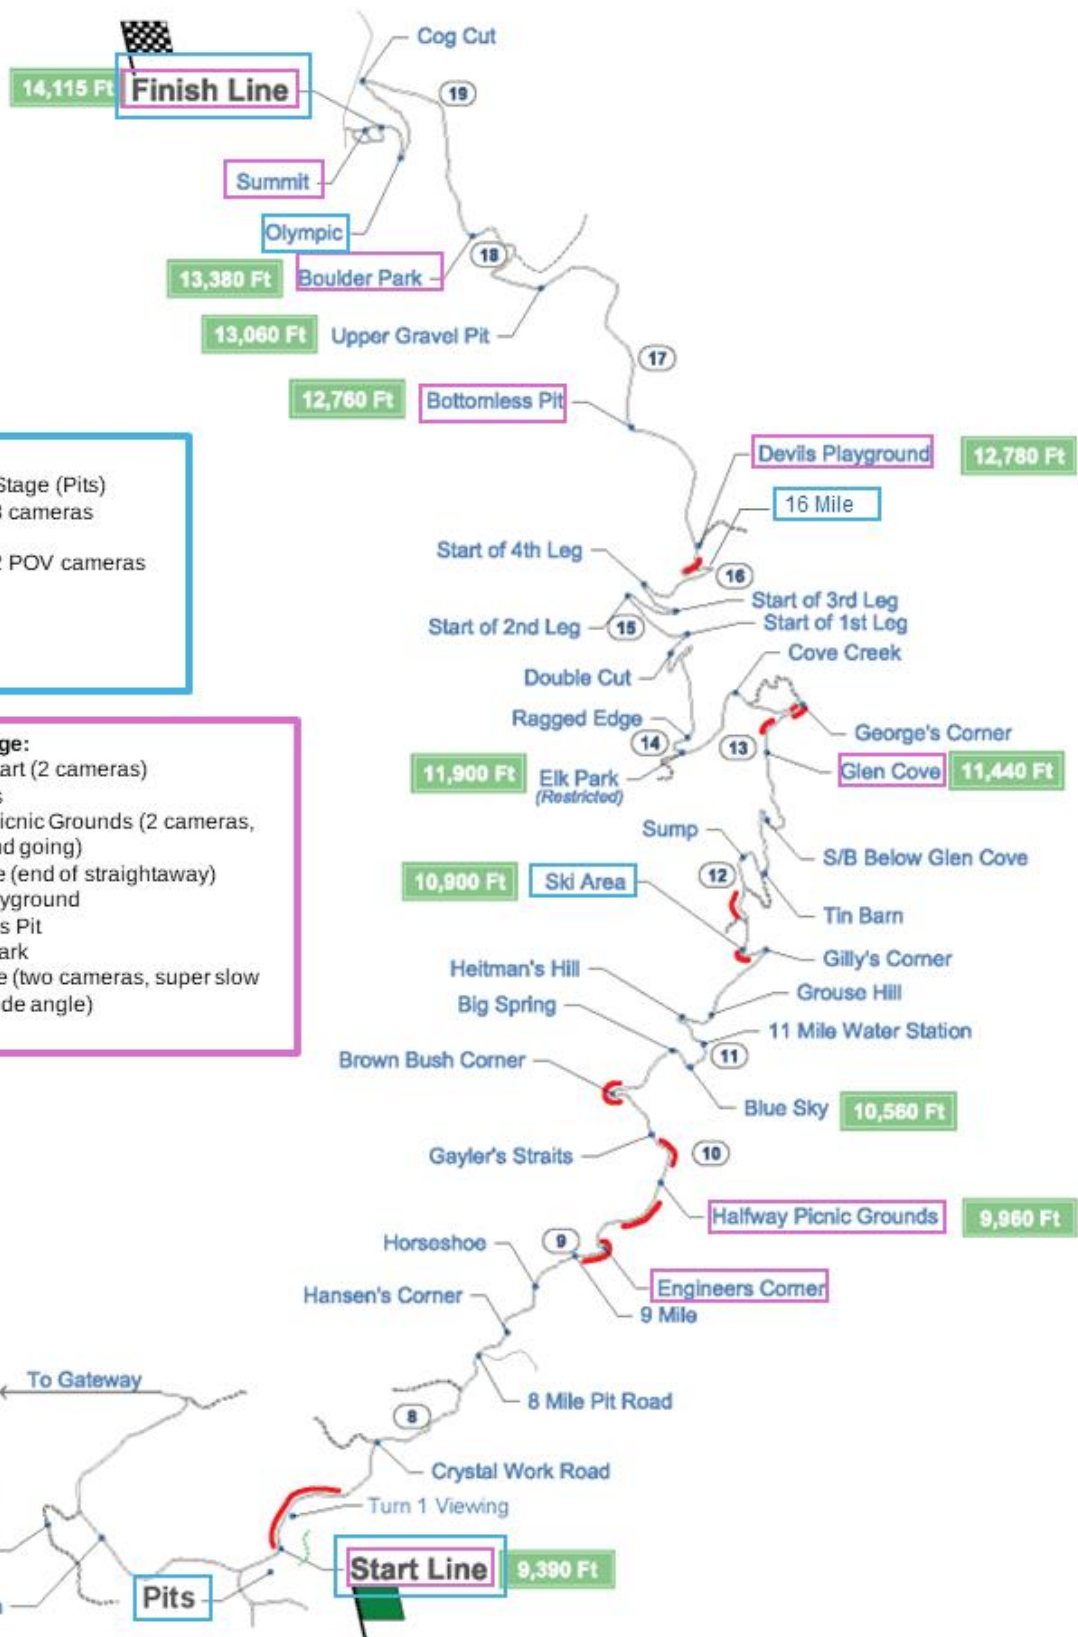 Cog Cut
14,115 Ft Finish Line
19
Summit
Olympic
18
13,380 Ft Boulder Park
13,060 Ft Upper Gravel Pit
17
12,760 Ft Bottomless Pit
Devils Playground 12,780 Ft
Stage (Pits)
16 Mile
cameras
Start of 4th Leg
2 POV cameras
16
Start of 3rd Leg
Start of 2nd Leg 15 Start of 1st Leg
Cove Creek
Double Cut
Ragged Edge
George's Corner
14 13
11,900 Ft Elk Park
(Restricted)
Glen Cove 11,440 Ft
ge:
art (2 cameras)
s
icnic Grounds (2 cameras,
nd going)
e (end of straightaway)
yground
s Pit
ark
e (two cameras, super slow
de angle)
Sump
S/B Below Glen Cove
12
10,900 Ft Ski Area
Tin Barn
Gilly's Corner
Heitman's Hill
Grouse Hill
Big Spring
11 Mile Water Station
11
Brown Bush Corner
Blue Sky 10,560 Ft
Gayler's Straits
10
Halfway Picnic Grounds 9,960 Ft
Horseshoe
9
Engineers Corner
Hansen's Corner
9 Mile
To Gateway
8 Mile Pit Road
8
Crystal Work Road
Turn 1 Viewing
Start Line 9,390 Ft
Pits